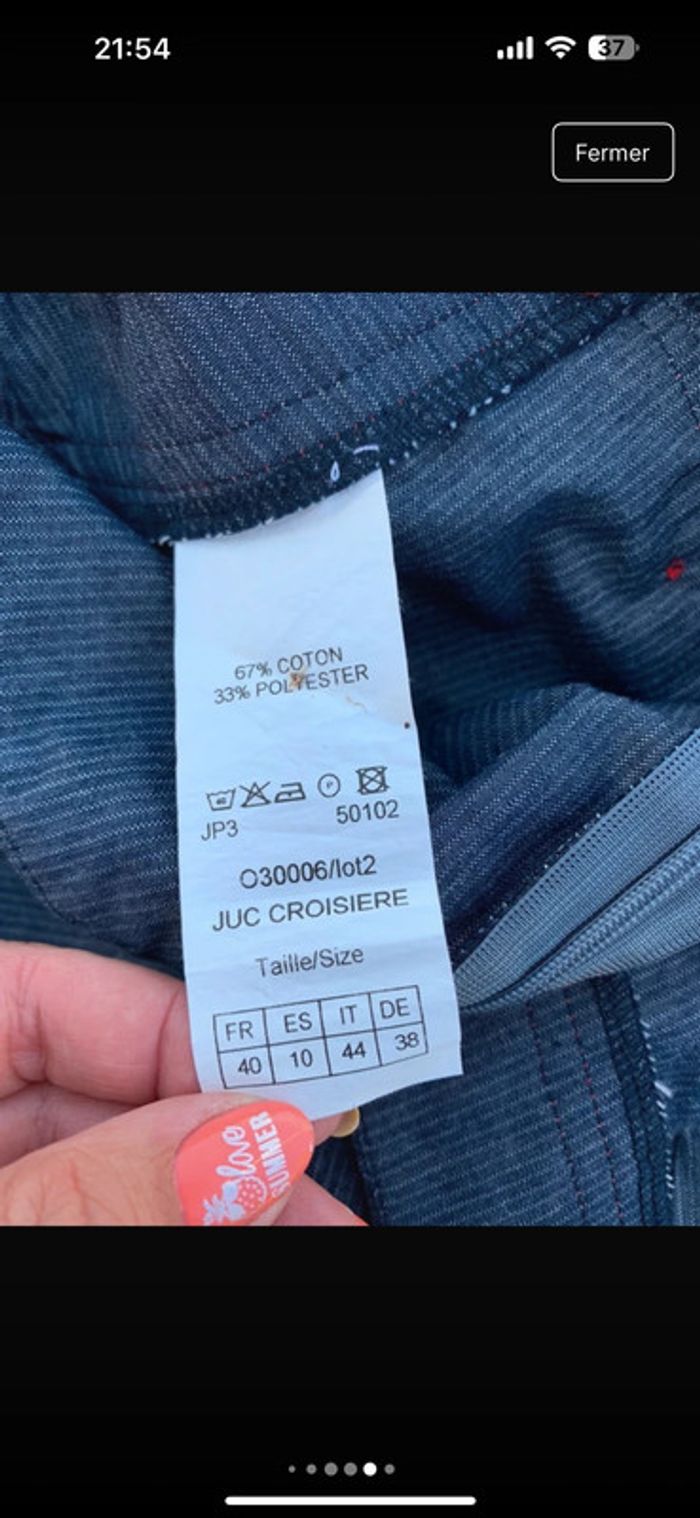 21:54
37
Fermer
67% COTON
33% POLYESTER
40 P
JP3 50102
O30006/lot2
JUC CROISIERE
Taille/Size
FR ES IT DE
40 10 44 38
love
SUMMER